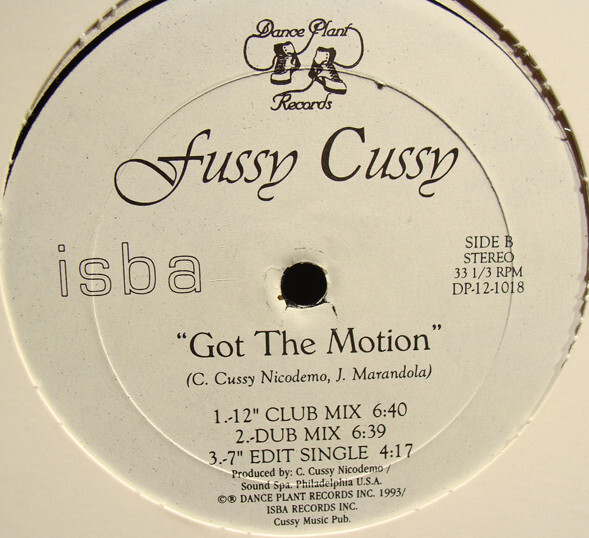 Dance Plant
Records
Fussy Cussy
isba
SIDE B
STEREO
33 1/3 RPM
DP-12-1018
"Got The Motion"
(C. Cussy Nicodemo, J. Marandola)
1.-12" CLUB MIX 6:40
2.-DUB MIX 6:39
3.-7" EDIT SINGLE 4:17
Produced by: C. Cussy Nicodemo /
Sound Spa. Philadelphia U.S.A.
©® DANCE PLANT RECORDS INC. 1993/
ISBA RECORDS INC.
Cussy Music Pub.